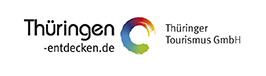 Thüringen
-entdecken.de
Thüringer
Tourismus GmbH